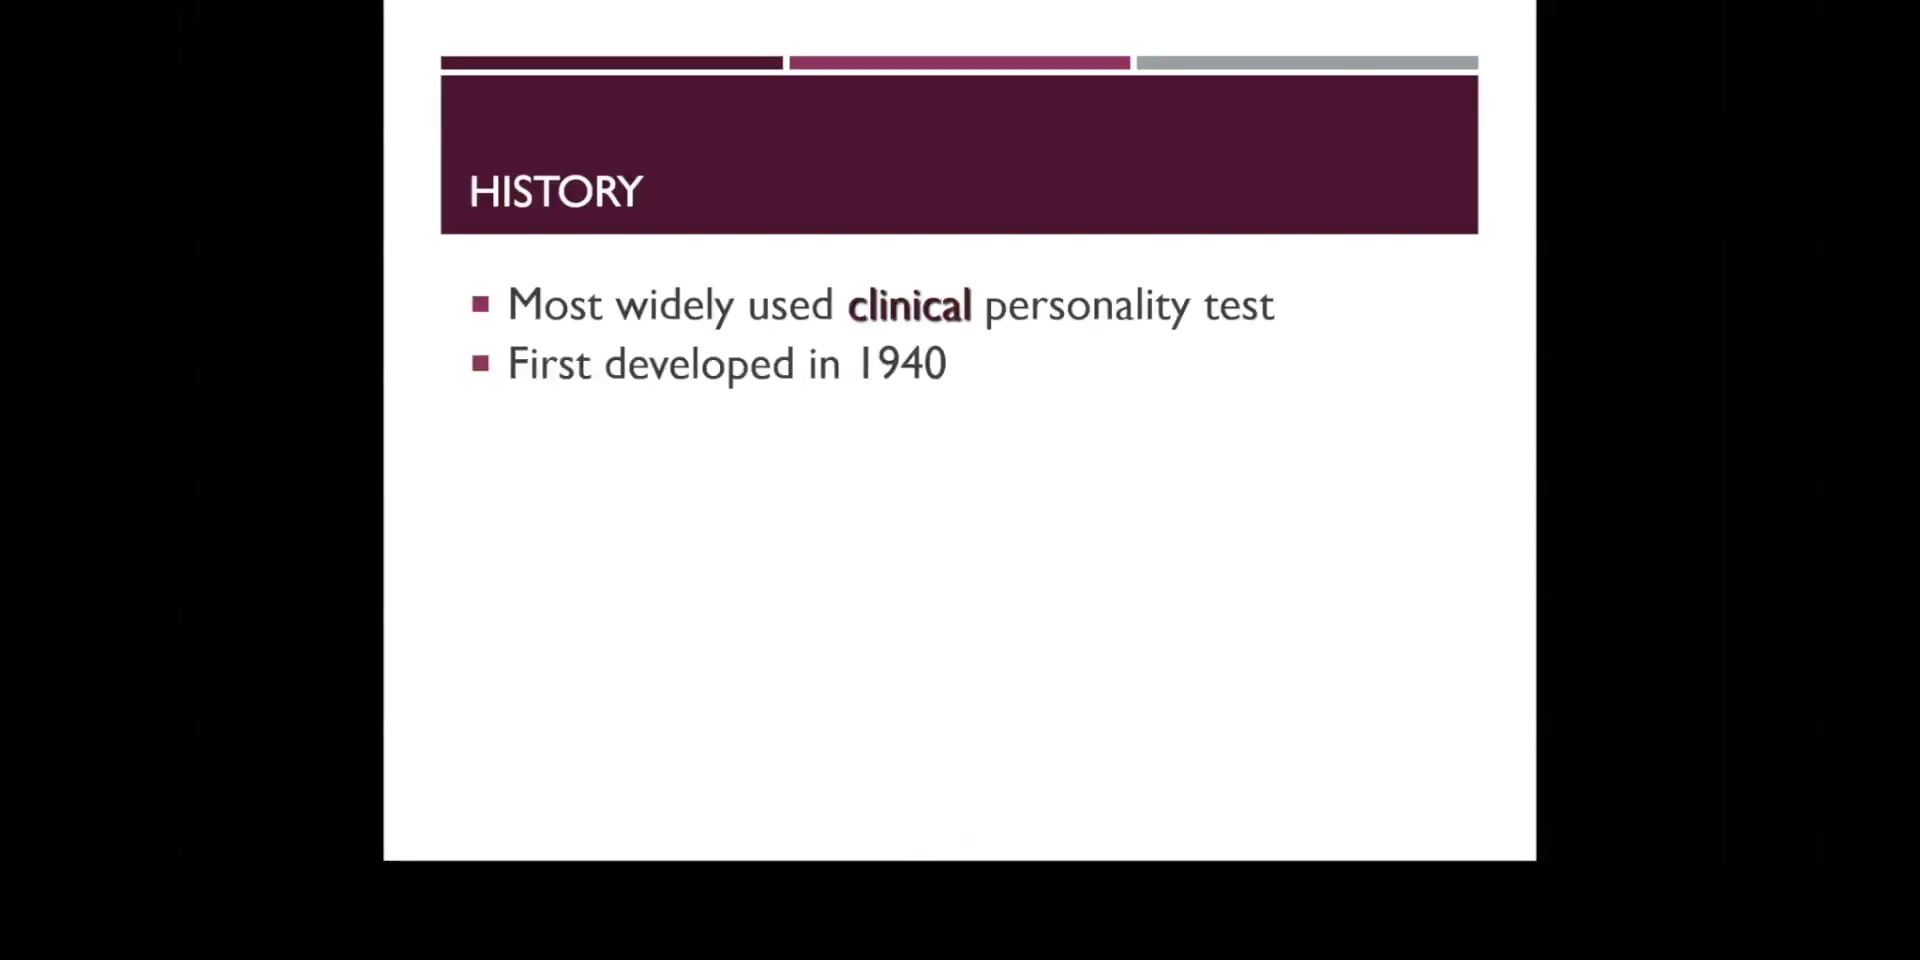 HISTORY
Most widely used clinical personality test
First developed in 1940